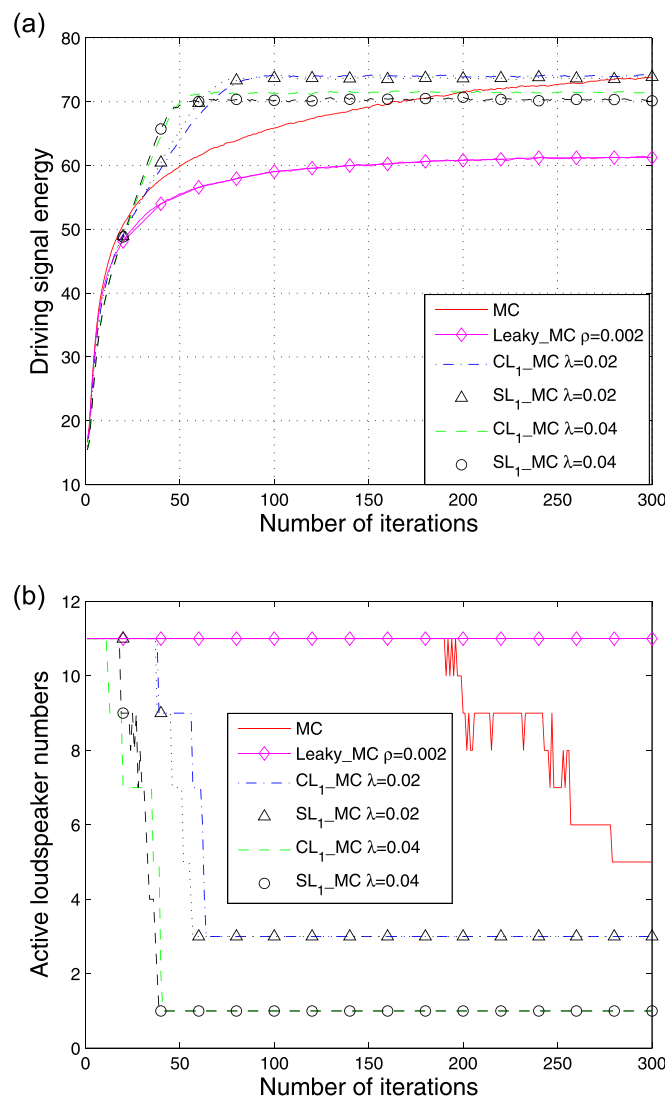 (a)
80
70
60
50
40
30
20
10
0
50
100
150
200
250
300
Driving signal energy
Number of iterations
MC
Leaky_MC ρ=0.002
CL₁_MC λ=0.02
SL₁_MC λ=0.02
CL₁_MC λ=0.04
SL₁_MC λ=0.04
(b)
12
10
8
6
4
2
0
0
50
100
150
200
250
300
Active loudspeaker numbers
Number of iterations
MC
Leaky_MC ρ=0.002
CL₁_MC λ=0.02
SL₁_MC λ=0.02
CL₁_MC λ=0.04
SL₁_MC λ=0.04